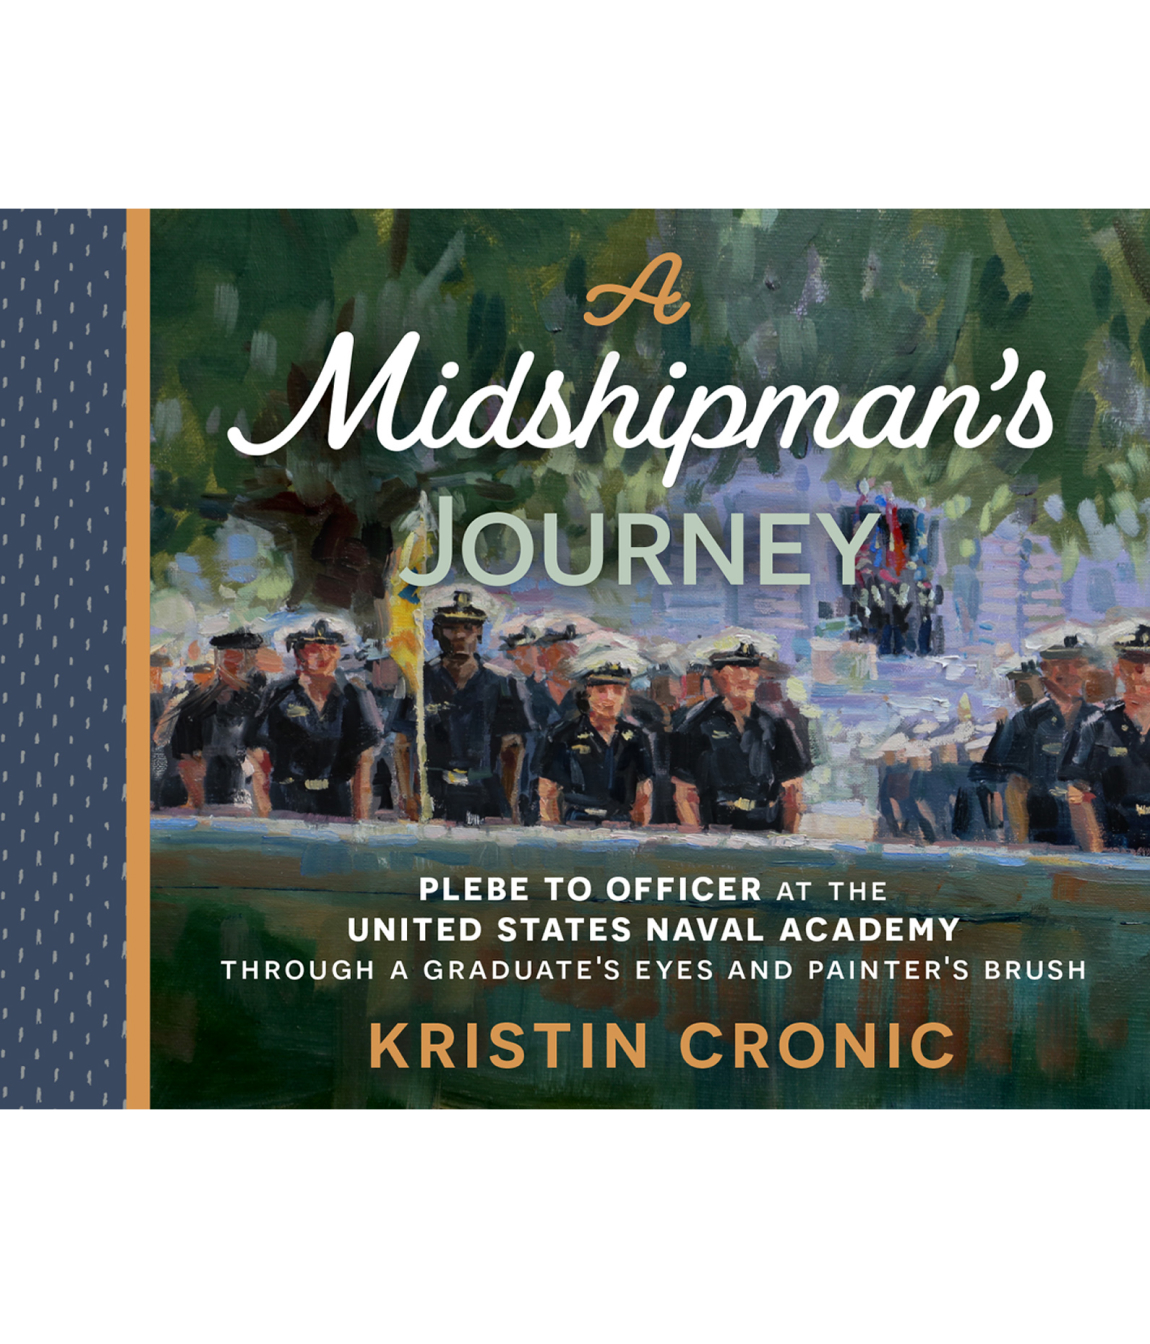 A
Midshipman's
JOURNEY
PLEBE TO OFFICER AT THE
UNITED STATES NAVAL ACADEMY
THROUGH A GRADUATE'S EYES AND PAINTER'S BRUSH
KRISTIN CRONIC